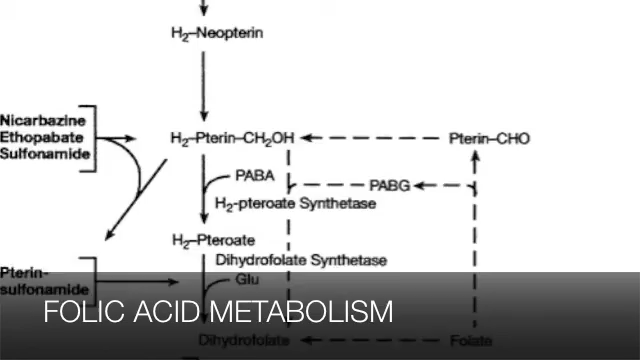 H₂–Neopterin
Nicarbazine
Ethopabate
Sulfonamide
H₂–Pterin–CH₂OH
Pterin–CHO
PABA
PABG
H₂-pteroate Synthetase
H₂–Pteroate
Dihydrofolate Synthetase
Pterin-
sulfonamide
Glu
FOLIC ACID METABOLISM
Dihydrofolate
Folate